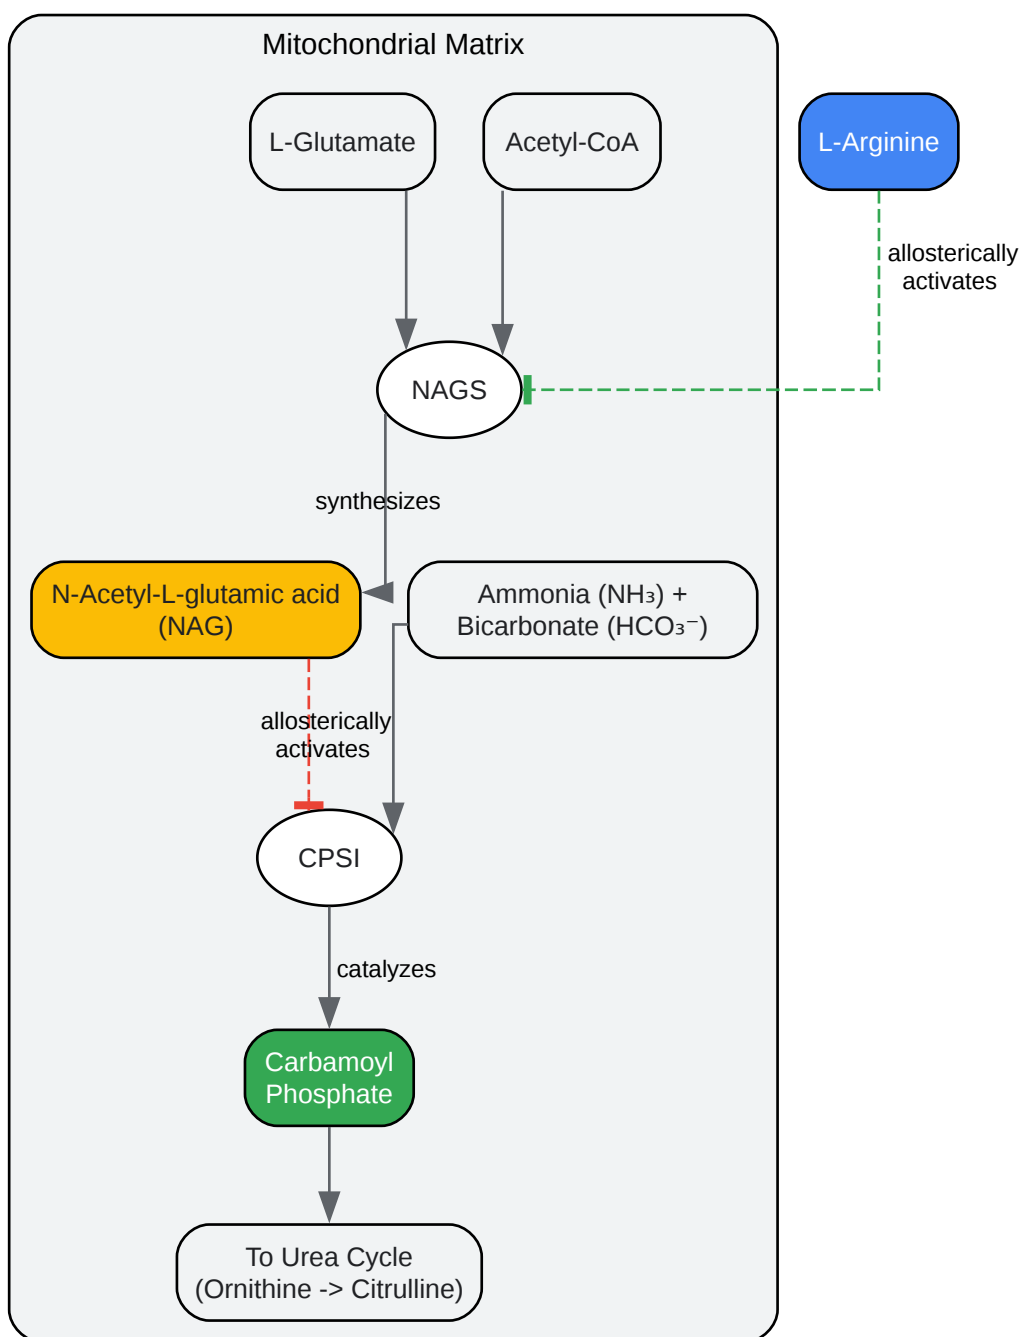 Mitochondrial Matrix
L-Glutamate
Acetyl-CoA
L-Arginine
allosterically
activates
NAGS
synthesizes
N-Acetyl-L-glutamic acid
(NAG)
Ammonia (NH₃) +
Bicarbonate (HCO₃⁻)
allosterically
activates
CPSI
catalyzes
Carbamoyl
Phosphate
To Urea Cycle
(Ornithine -> Citrulline)